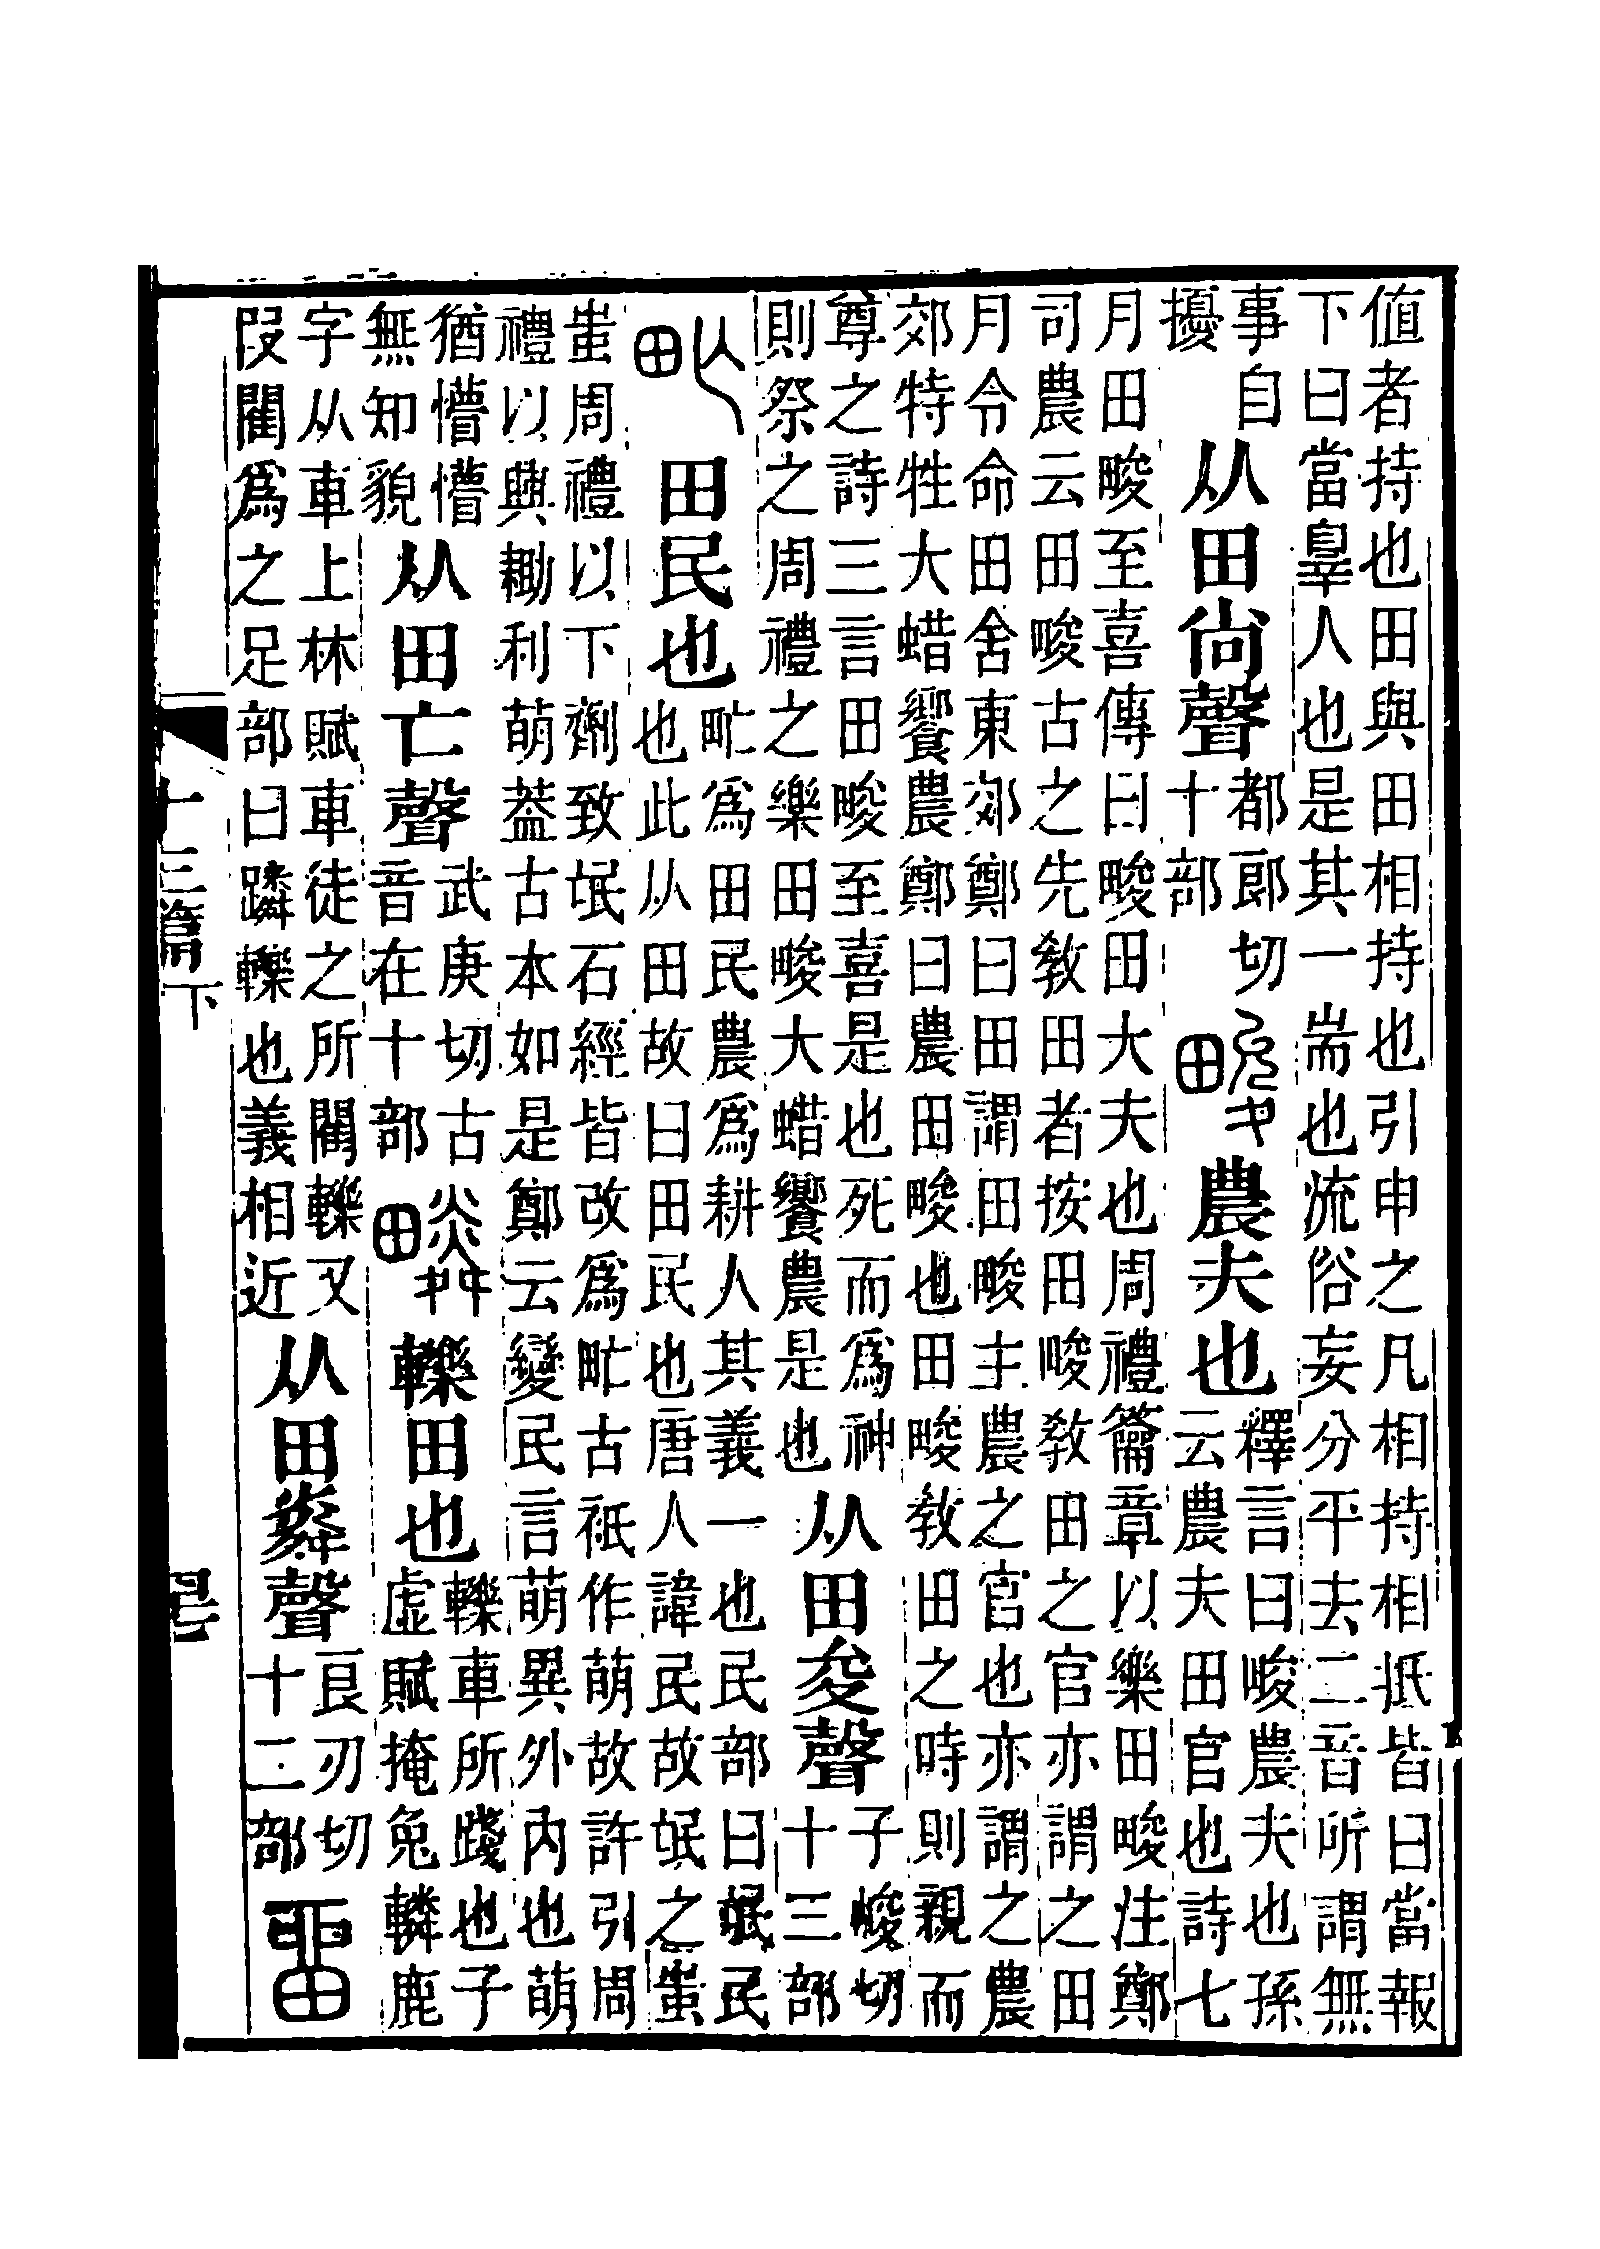 值者持也田與田相持也引申之凡相持相抵皆曰當報
下曰當辠人也是其一耑也流俗妄分平去二音所謂無
事自擾从田尚聲都郎切十部畯農夫也釋言曰畯農夫也孫云農夫田官也詩七
月田畯至喜傳曰畯田大夫也周禮籥章以樂田畯注鄭
司農云田畯古之先教田者按田畯教田之官亦謂之田
月令命田舍東郊鄭曰田謂田畯主農之官也亦謂之農
郊特牲大蜡饗農鄭曰農田畯也田畯教田之時則親而
尊之詩三言田畯至喜是也死而爲神則祭之周禮之樂田畯大蜡饗農是也从田夋聲子峻切十三部
甿田民也甿爲田民農爲耕人其義一也民部曰氓民也此从田故曰田民也唐人諱民故氓之蚩
蚩周禮以下劑致氓石經皆改爲甿古祇作萌故許引周
禮以興耡利萌葢古本如是鄭云變民言萌異外內也萌
猶懵懵無知貌从田亡聲武庚切古音在十部疄轢田也轢車所踐也子虛賦掩兔轔鹿
字从車上林賦車徒之所閵轢又叚閵爲之足部曰蹸轢也義相近从田粦聲良刃切十二部畱
十三篇下